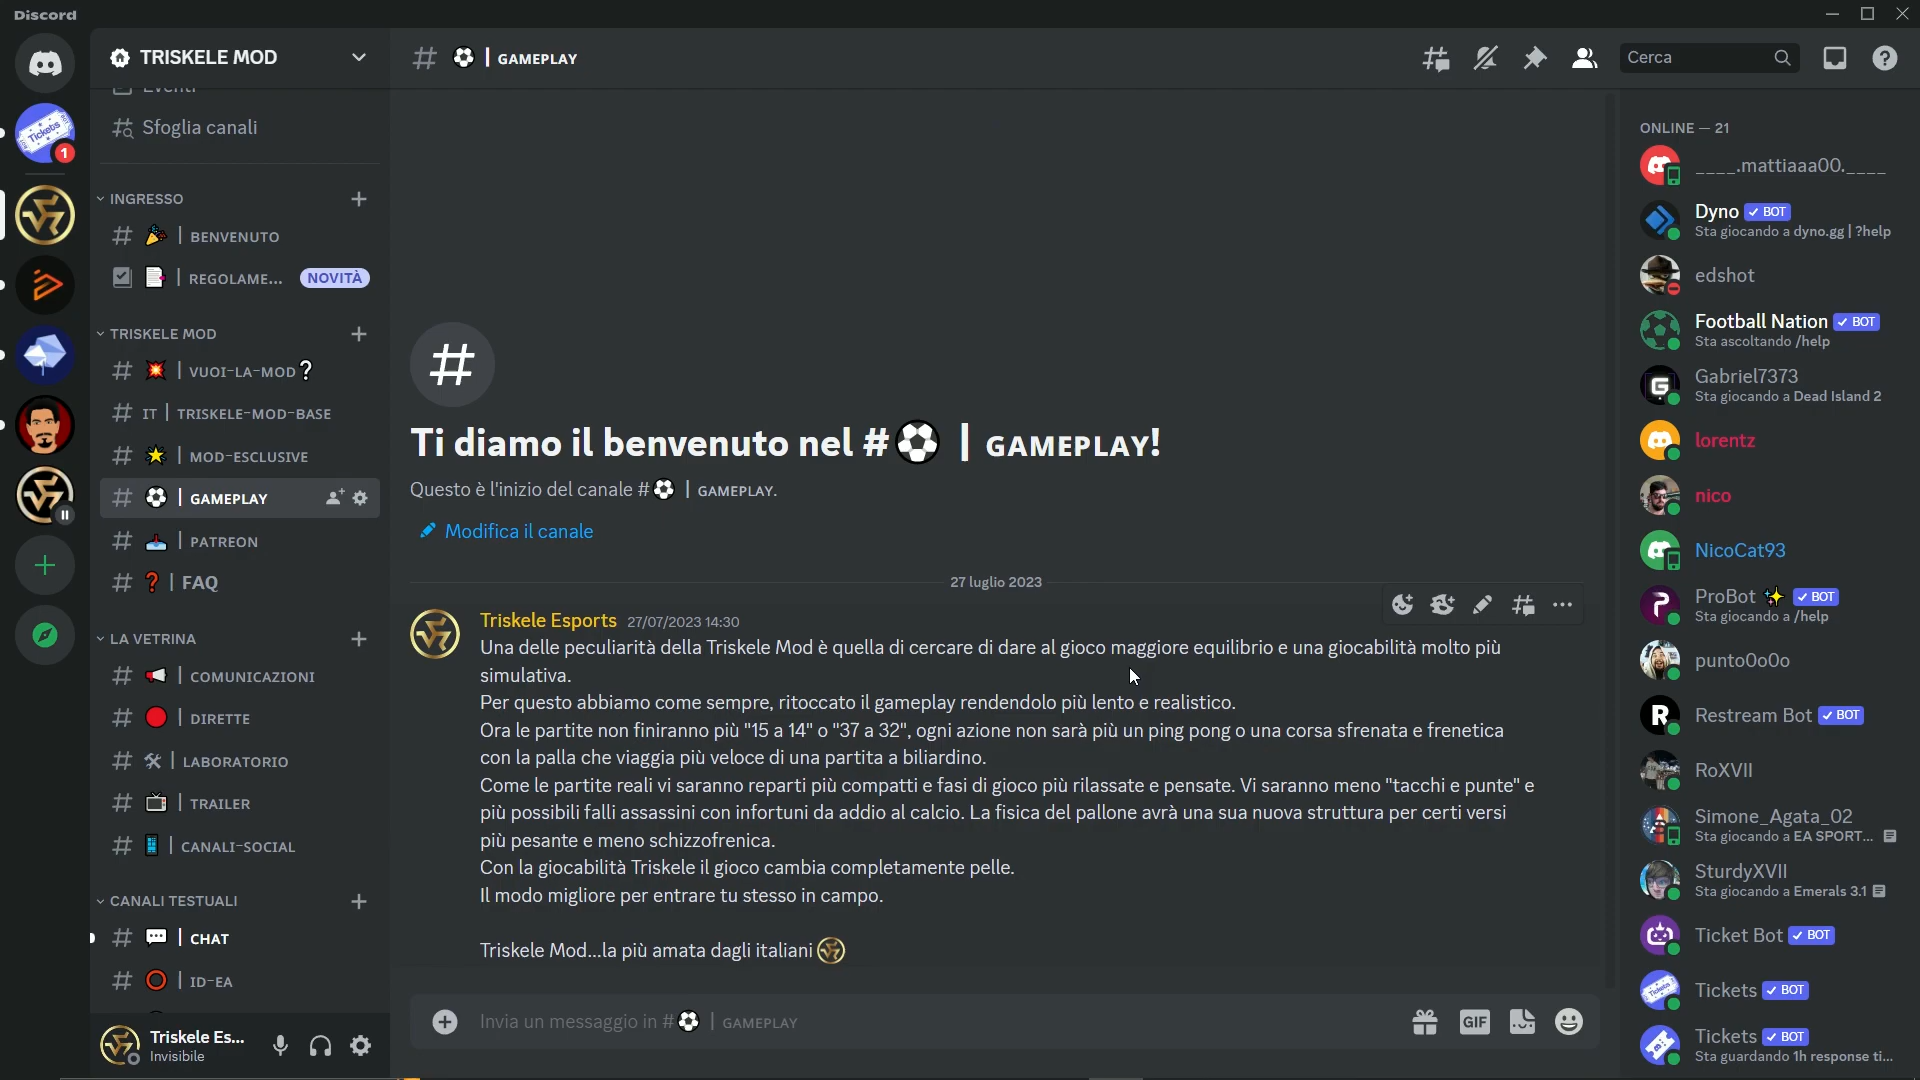 Discord
TRISKELE MOD
# ⚽ | GAMEPLAY
Cerca
Eventi
Sfoglia canali
INGRESSO
BENVENUTO
REGOLAME... NOVITÀ
TRISKELE MOD
VUOI-LA-MOD?
IT | TRISKELE-MOD-BASE
MOD-ESCLUSIVE
GAMEPLAY
PATREON
FAQ
LA VETRINA
COMUNICAZIONI
DIRETTE
LABORATORIO
TRAILER
CANALI-SOCIAL
CANALI TESTUALI
CHAT
ID-EA
Triskele Es...
Invisibile
Tickets
1
Ti diamo il benvenuto nel #⚽ | GAMEPLAY!
Questo è l'inizio del canale #⚽ | GAMEPLAY.
Modifica il canale
27 luglio 2023
Triskele Esports 27/07/2023 14:30
Una delle peculiarità della Triskele Mod è quella di cercare di dare al gioco maggiore equilibrio e una giocabilità molto più
simulativa.
Per questo abbiamo come sempre, ritoccato il gameplay rendendolo più lento e realistico.
Ora le partite non finiranno più "15 a 14" o "37 a 32", ogni azione non sarà più un ping pong o una corsa sfrenata e frenetica
con la palla che viaggia più veloce di una partita a biliardino.
Come le partite reali vi saranno reparti più compatti e fasi di gioco più rilassate e pensate. Vi saranno meno "tacchi e punte" e
più possibili falli assassini con infortuni da addio al calcio. La fisica del pallone avrà una sua nuova struttura per certi versi
più pesante e meno schizzofrenica.
Con la giocabilità Triskele il gioco cambia completamente pelle.
Il modo migliore per entrare tu stesso in campo.
Triskele Mod...la più amata dagli italiani
Invia un messaggio in #⚽ | GAMEPLAY
GIF
ONLINE — 21
____.mattiaaa00.____
Dyno ✓ BOT
Sta giocando a dyno.gg | ?help
edshot
Football Nation ✓ BOT
Sta ascoltando /help
Gabriel7373
Sta giocando a Dead Island 2
lorentz
nico
NicoCat93
ProBot ✨ ✓ BOT
Sta giocando a /help
punto0o0o
Restream Bot ✓ BOT
RoXVII
Simone_Agata_02
Sta giocando a EA SPORT...
SturdyXVII
Sta giocando a Emerals 3.1
Ticket Bot ✓ BOT
Tickets ✓ BOT
Tickets ✓ BOT
Sta guardando 1h response ti...